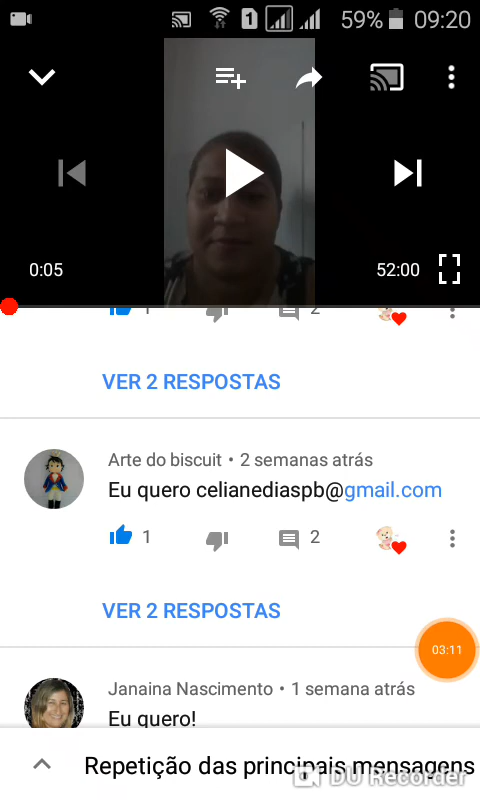 1 59% 09:20
0:05 52:00
1 2
VER 2 RESPOSTAS
Arte do biscuit • 2 semanas atrás
Eu quero celianediaspb@gmail.com
1 2
VER 2 RESPOSTAS
03:11
Janaina Nascimento • 1 semana atrás
Eu quero!
Repetição das principais mensagens
DU Recorder